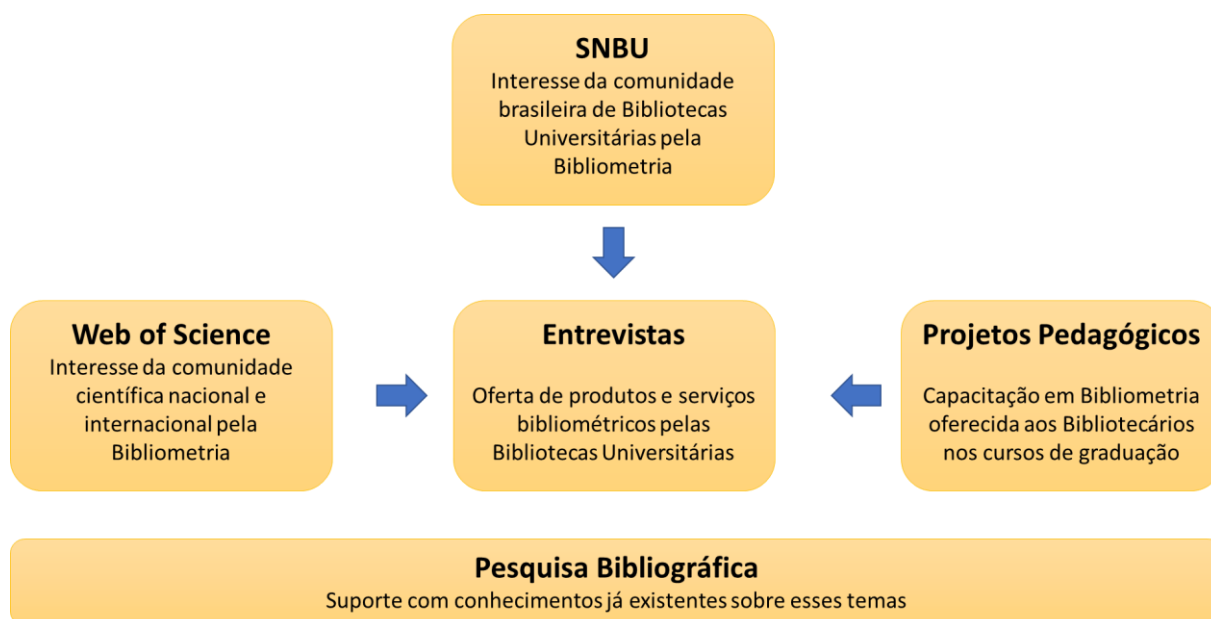 SNBU
Interesse da comunidade
brasileira de Bibliotecas
Universitárias pela
Bibliometria
Web of Science
Interesse da comunidade
científica nacional e
internacional pela
Bibliometria
Entrevistas
Oferta de produtos e serviços
bibliométricos pelas
Bibliotecas Universitárias
Projetos Pedagógicos
Capacitação em Bibliometria
oferecida aos Bibliotecários
nos cursos de graduação
Pesquisa Bibliográfica
Suporte com conhecimentos já existentes sobre esses temas